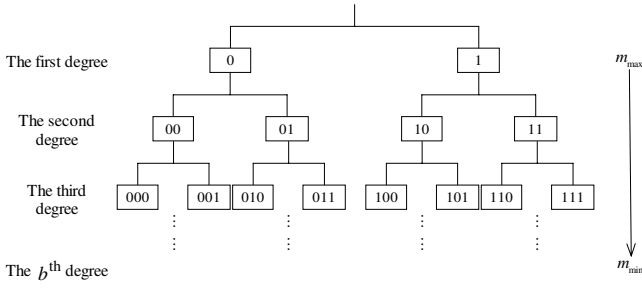 The first degree 0 1 m_max
The second
degree 00 01 10 11
The third
degree 000 001 010 011 100 101 110 111
The b^th degree m_min